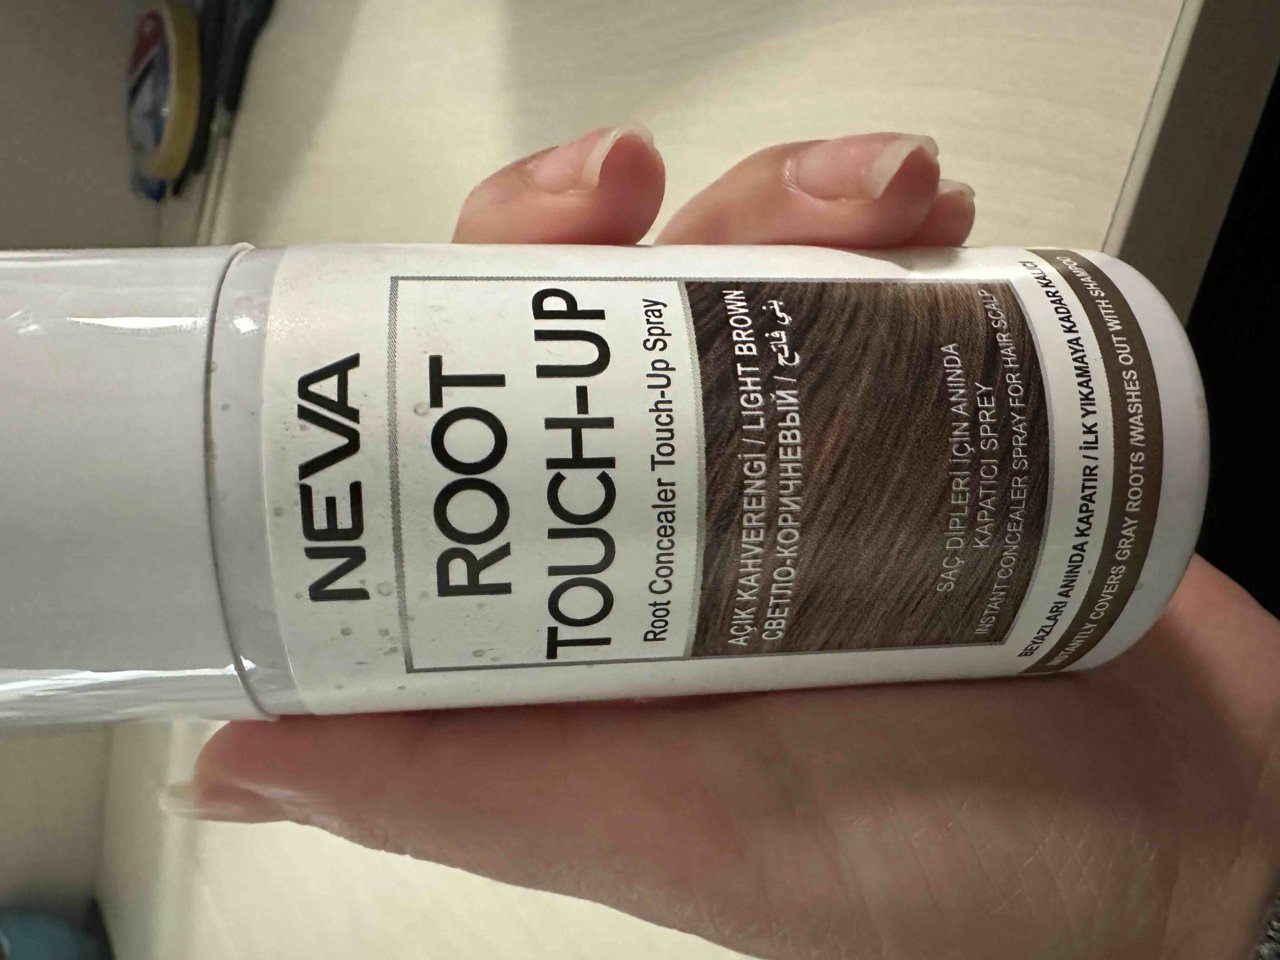 NEVA
ROOT
TOUCH-UP
Root Concealer Touch-Up Spray
AÇIK KAHVERENGİ / LIGHT BROWN
СВЕТЛО-КОРИЧНЕВЫЙ / بني فاتح
SAÇ DİPLERİ İÇİN ANINDA
KAPATICI SPREY
INSTANT CONCEALER SPRAY FOR HAIR SCALP
BEYAZLARI ANINDA KAPATIR / İLK YIKAMAYA KADAR KALICI
INSTANTLY COVERS GRAY ROOTS /WASHES OUT WITH SHAMPOO